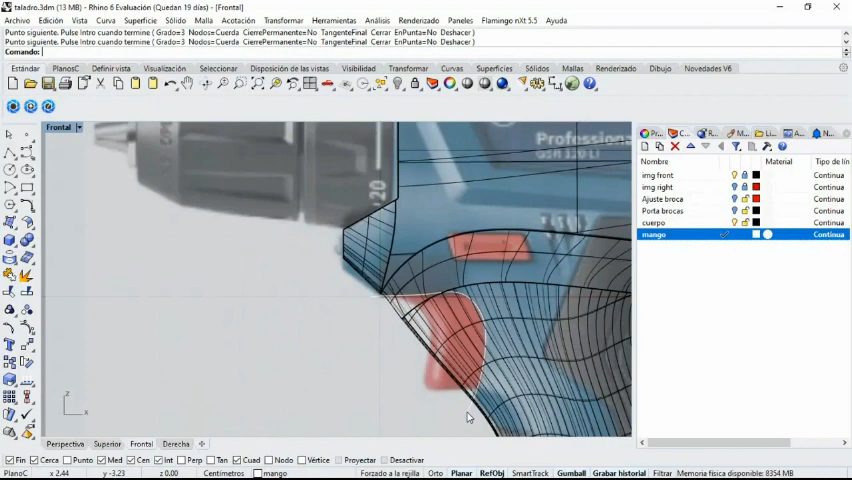 taladro.3dm (13 MB) - Rhino 6 Evaluación (Quedan 19 días) - [Frontal]
Archivo Edición Vista Curva Superficie Sólido Malla Acotación Transformar Herramientas Análisis Renderizado Paneles Flamingo nXt 5.5 Ayuda
Punto siguiente. Pulse Intro cuando termine ( Grado=3 Nodos=Cuerda CierrePermanente=No TangenteFinal Cerrar EnPunta=No Deshacer )
Punto siguiente. Pulse Intro cuando termine ( Grado=3 Nodos=Cuerda CierrePermanente=No TangenteFinal Cerrar EnPunta=No Deshacer )
Comando:
Estándar PlanosC Vista Visualización Seleccionar Disposición de las vistas Visibilidad Transformar Curvas Superficies Sólidos Mallas Renderizado Dibujo Novedades V6
Frontal
Professiona
20
z
x
Pr... C... R... M... Li... A... N...
Nombre Material Tipo de lín
img front Continua
img right Continua
Ajuste broca Continua
Porta brocas Continua
cuerpo Continua
mango Continua
Perspectiva Superior Frontal Derecha
Fin Cerca Punto Med Cen Int Perp Tan Cuad Nodo Vértice Proyectar Desactivar
PlanoC x 2.44 y -3.23 z 0.00 Centímetros mango Forzado a la rejilla Orto Planar RefObj SmartTrack Gumball Grabar historial Filtrar Memoria física disponible: 8354 MB